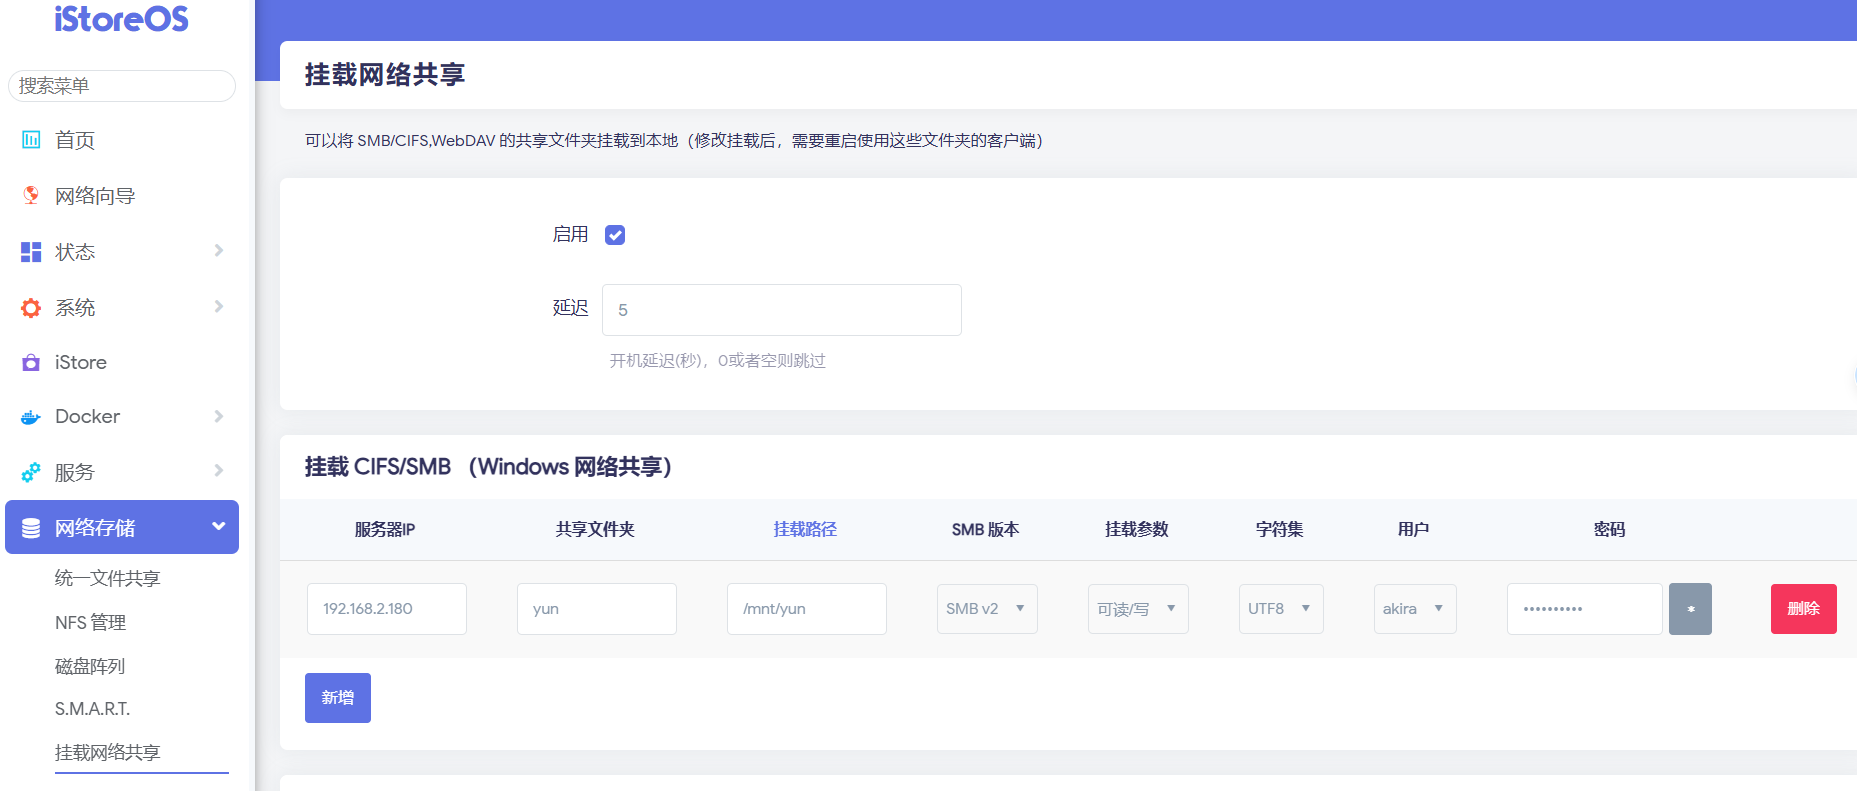 iStoreOS
搜索菜单
首页
网络向导
状态
系统
iStore
Docker
服务
网络存储
统一文件共享
NFS 管理
磁盘阵列
S.M.A.R.T.
挂载网络共享
挂载网络共享
可以将 SMB/CIFS,WebDAV 的共享文件夹挂载到本地（修改挂载后，需要重启使用这些文件夹的客户端）
启用
延迟 5
开机延迟(秒)，0或者空则跳过
挂载 CIFS/SMB （Windows 网络共享）
服务器IP 共享文件夹 挂载路径 SMB 版本 挂载参数 字符集 用户 密码
192.168.2.180 yun /mnt/yun SMB v2 可读/写 UTF8 akira •••••••••• * 删除
新增